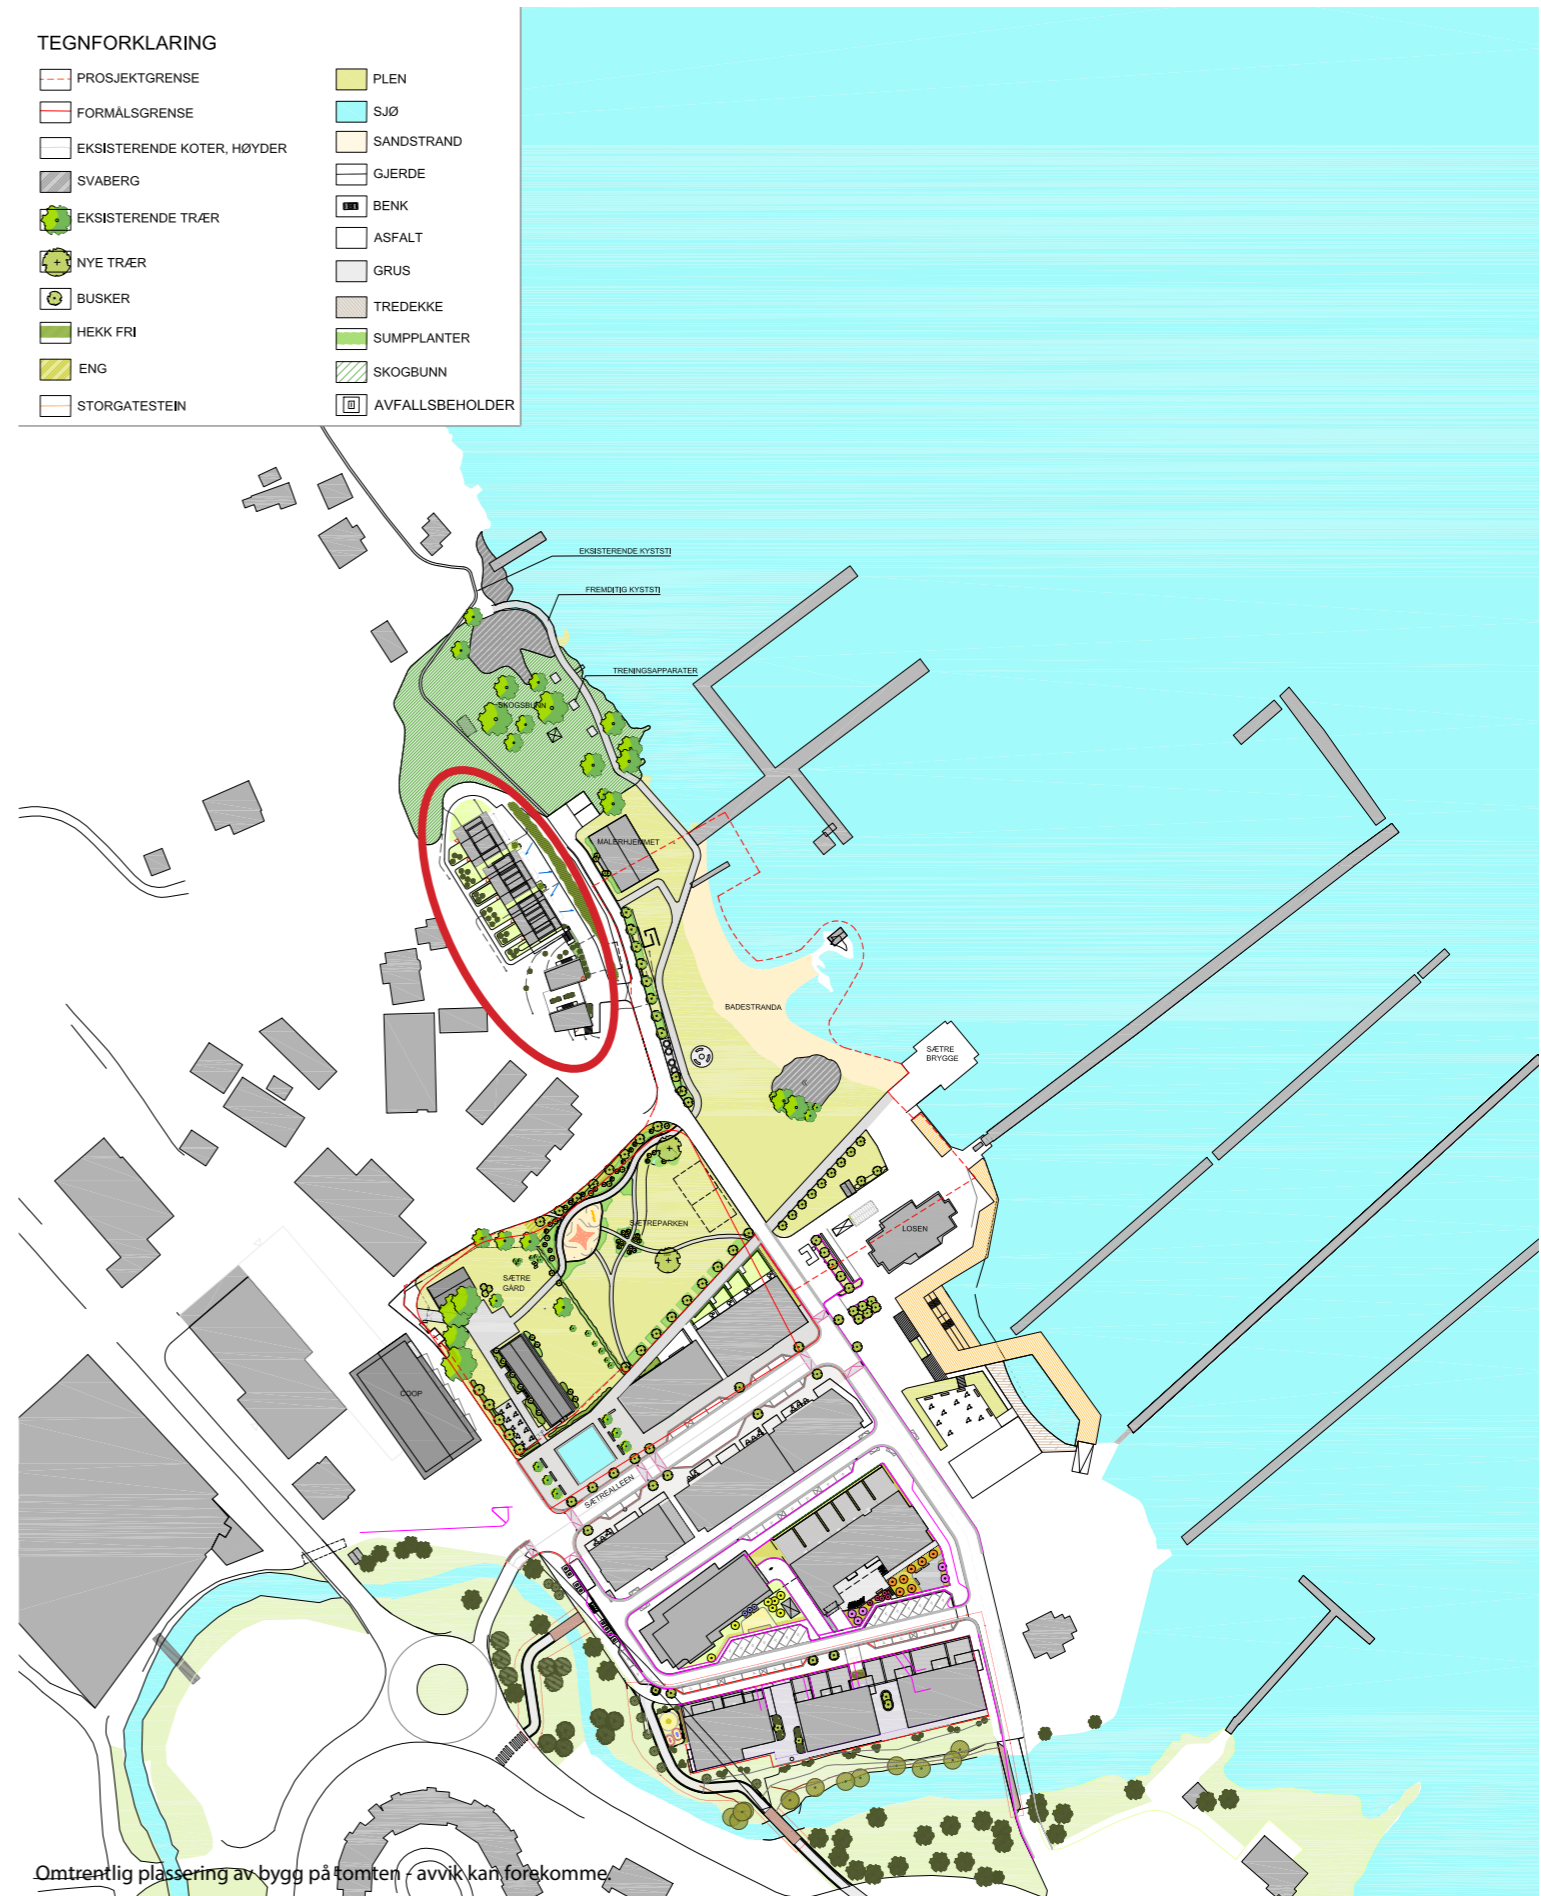 TEGNFORKLARING
PROSJEKTGRENSE
FORMÅLSGRENSE
EKSISTERENDE KOTER, HØYDER
SVABERG
EKSISTERENDE TRÆR
NYE TRÆR
BUSKER
HEKK FRI
ENG
STORGATESTEIN
PLEN
SJØ
SANDSTRAND
GJERDE
BENK
ASFALT
GRUS
TREDEKKE
SUMPPLANTER
SKOGBUNN
AVFALLSBEHOLDER
EKSISTERENDE KYSTSTI
FREMDITIG KYSTSTI
TRENINGSAPPARATER
SKOGSBUNN
MALERHJEMMET
BADESTRANDA
SÆTRE
BRYGGE
LOSEN
SÆTREPARKEN
SÆTRE
GÅRD
COOP
SÆTREALLEEN
Omtrentlig plassering av bygg på tomten - avvik kan forekomme.